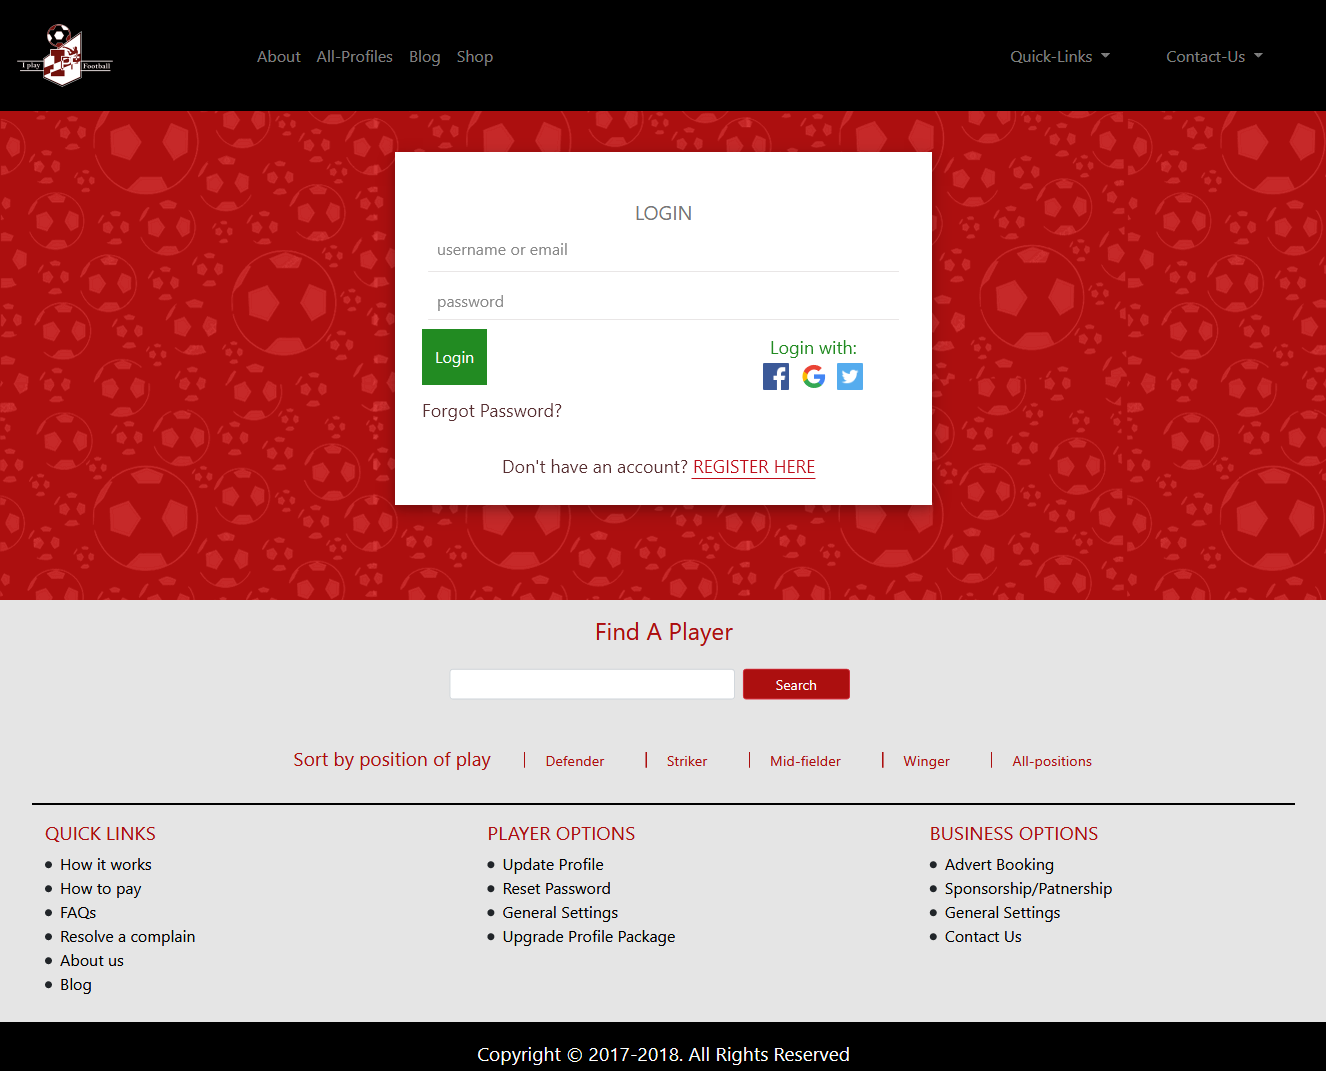 I play Football
About All-Profiles Blog Shop Quick-Links Contact-Us
LOGIN
username or email
password
Login
Login with:
Forgot Password?
Don't have an account? REGISTER HERE
Find A Player
Search
Sort by position of play | Defender | Striker | Mid-fielder | Winger | All-positions
QUICK LINKS
How it works
How to pay
FAQs
Resolve a complain
About us
Blog
PLAYER OPTIONS
Update Profile
Reset Password
General Settings
Upgrade Profile Package
BUSINESS OPTIONS
Advert Booking
Sponsorship/Patnership
General Settings
Contact Us
Copyright © 2017-2018. All Rights Reserved